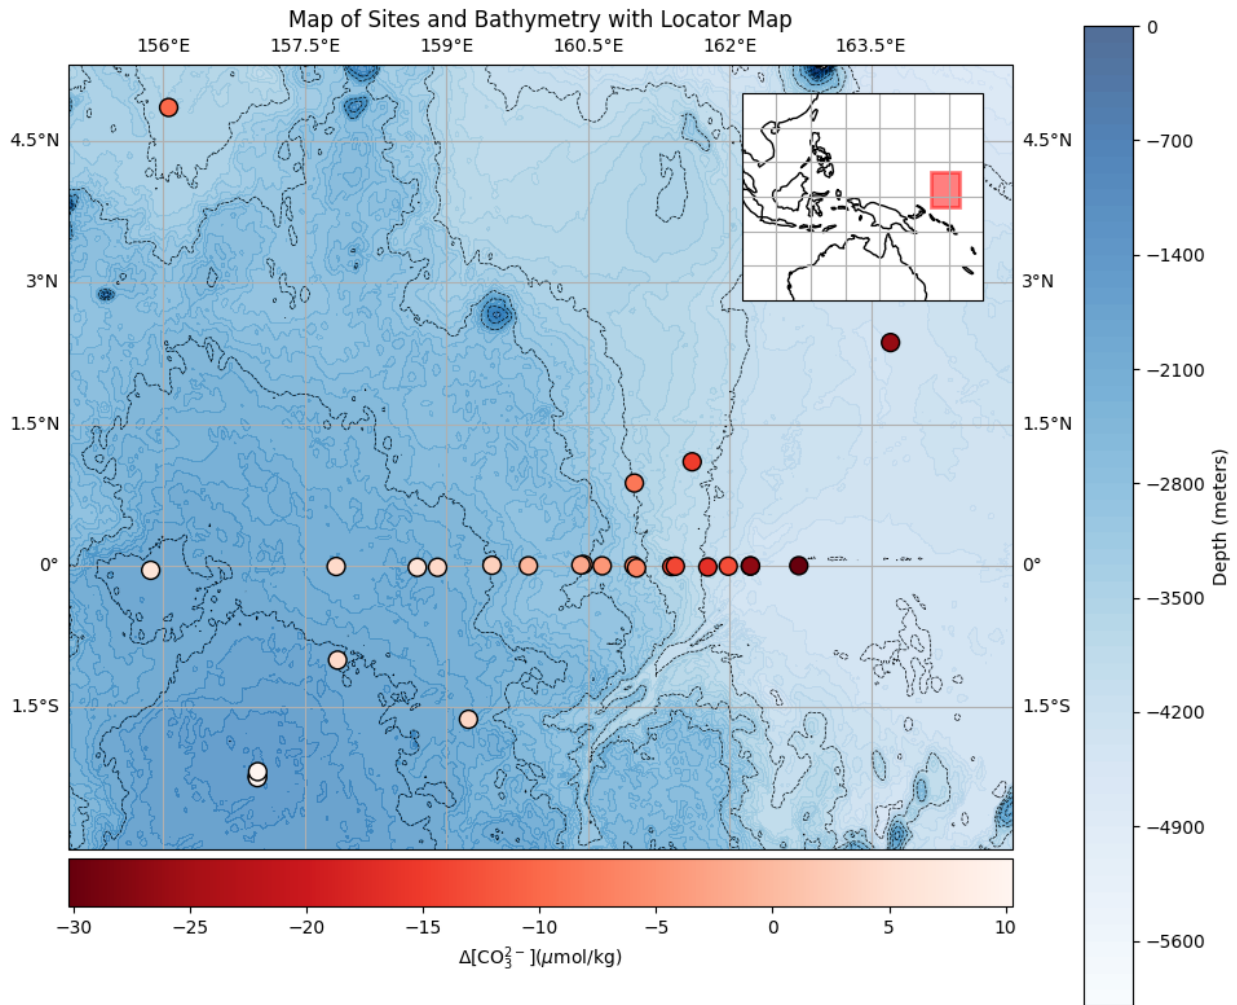 Map of Sites and Bathymetry with Locator Map
156°E 157.5°E 159°E 160.5°E 162°E 163.5°E
4.5°N 4.5°N
3°N 3°N
1.5°N 1.5°N
0° 0°
1.5°S 1.5°S
0
−700
−1400
−2100
−2800
−3500
−4200
−4900
−5600
Depth (meters)
−30 −25 −20 −15 −10 −5 0 5 10
Δ[CO₃²⁻](μmol/kg)